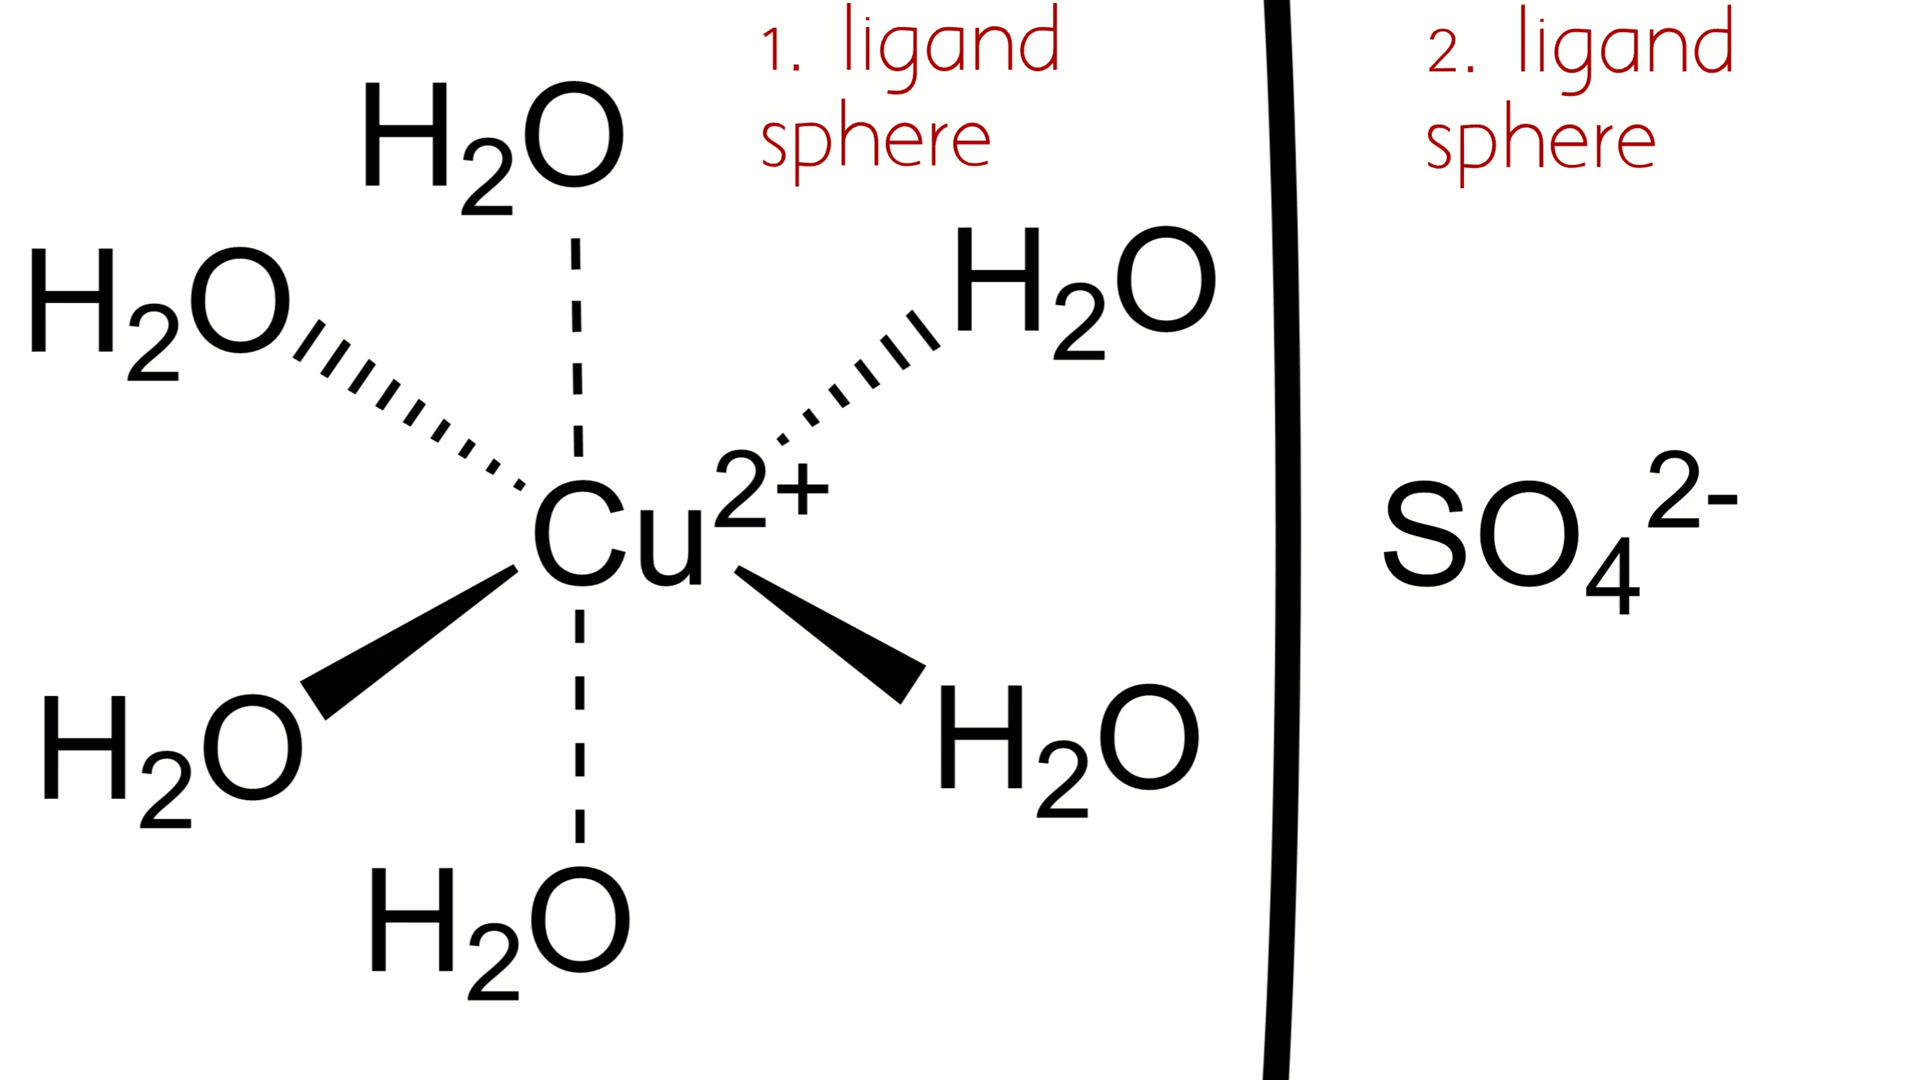 1. ligand
sphere
2. ligand
sphere
H₂O
H₂O
H₂O
Cu²⁺
SO₄²⁻
H₂O
H₂O
H₂O